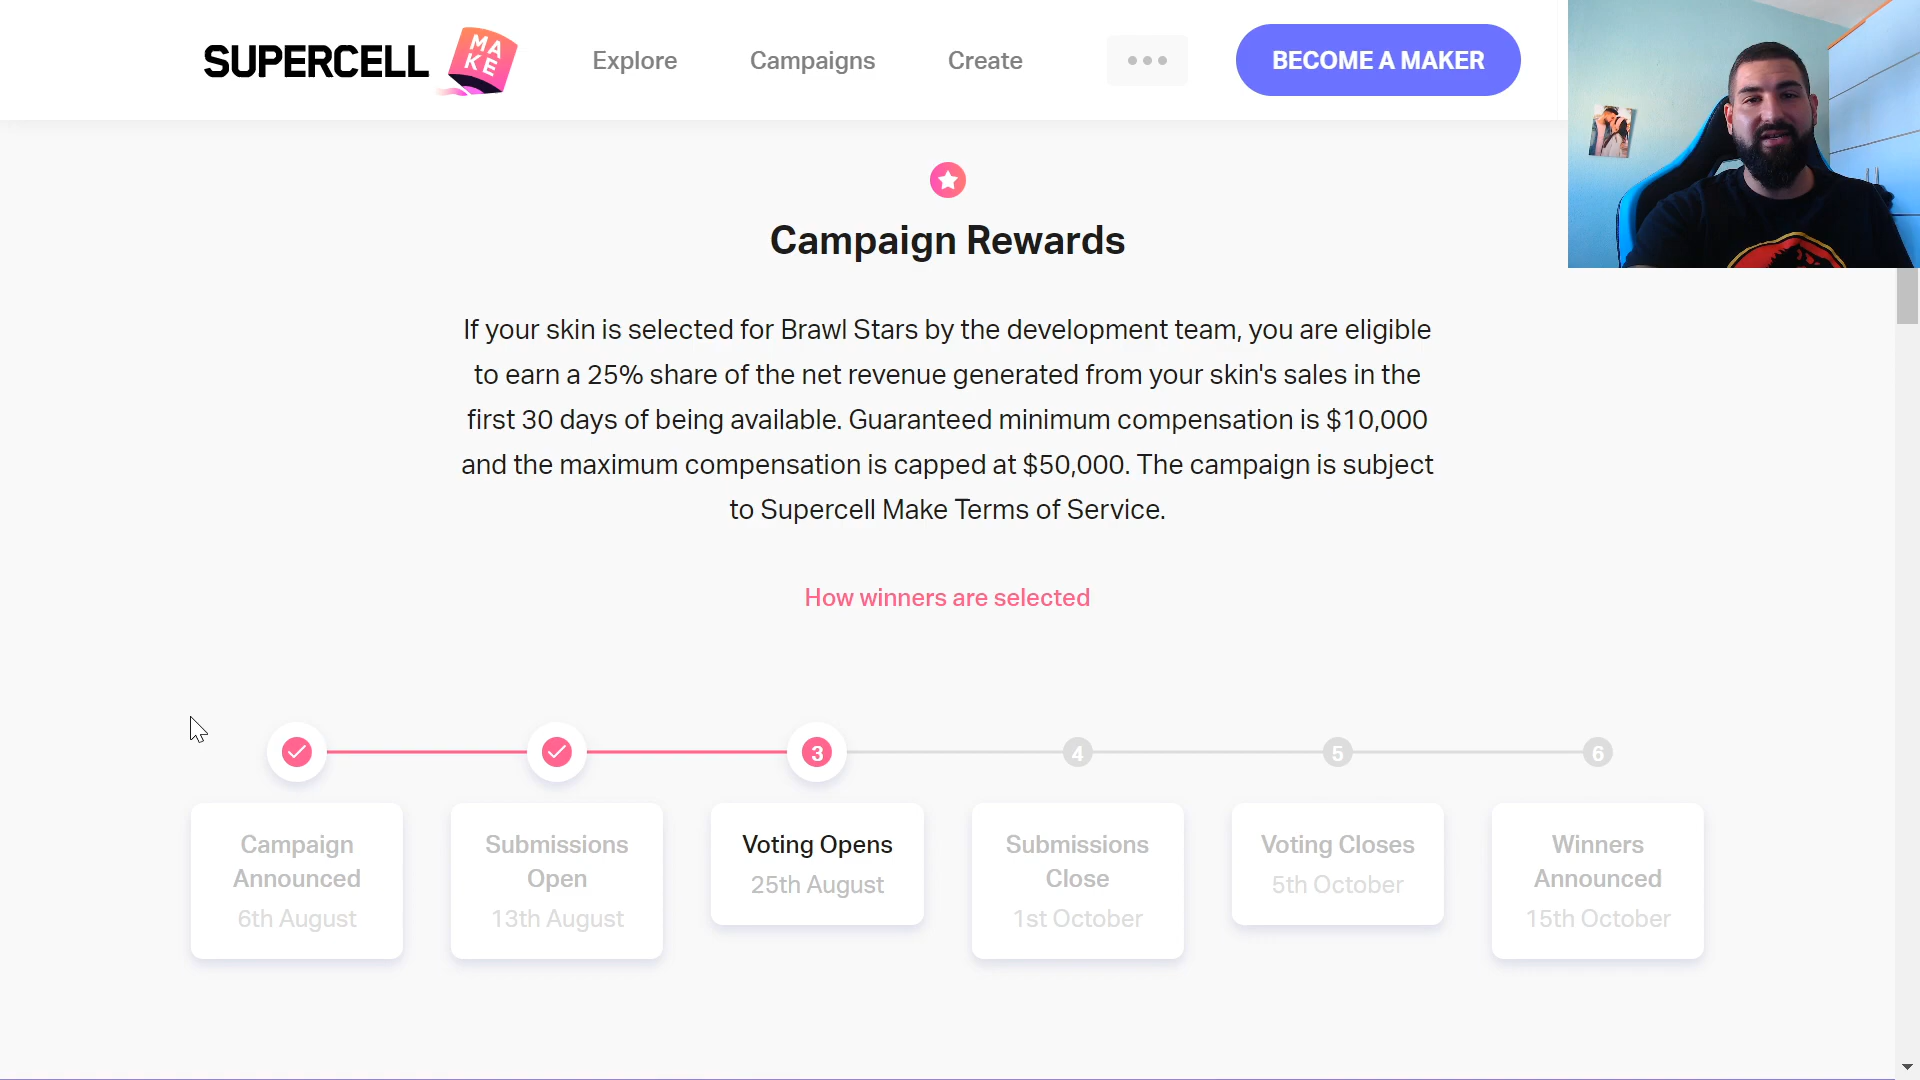 SUPERCELL
MAKE
Explore
Campaigns
Create
BECOME A MAKER
Campaign Rewards
If your skin is selected for Brawl Stars by the development team, you are eligible
to earn a 25% share of the net revenue generated from your skin's sales in the
first 30 days of being available. Guaranteed minimum compensation is $10,000
and the maximum compensation is capped at $50,000. The campaign is subject
to Supercell Make Terms of Service.
How winners are selected
3
4
5
6
Campaign
Announced
6th August
Submissions
Open
13th August
Voting Opens
25th August
Submissions
Close
1st October
Voting Closes
5th October
Winners
Announced
15th October